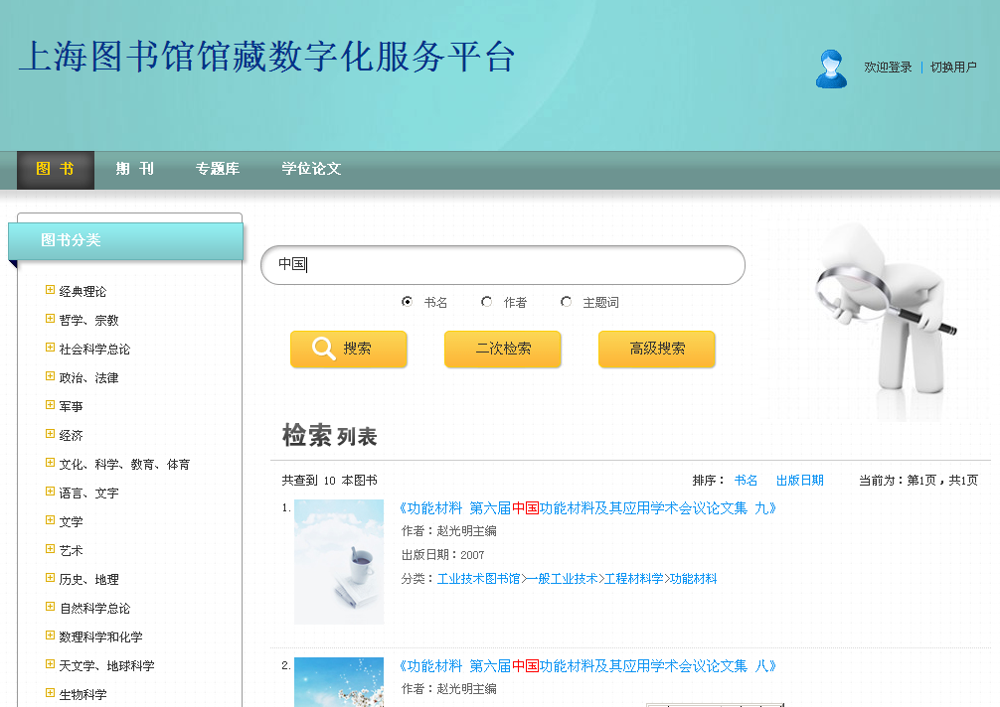 上海图书馆馆藏数字化服务平台
欢迎登录 | 切换用户
图 书 期 刊 专题库 学位论文
图书分类
经典理论
哲学、宗教
社会科学总论
政治、法律
军事
经济
文化、科学、教育、体育
语言、文字
文学
艺术
历史、地理
自然科学总论
数理科学和化学
天文学、地球科学
生物科学
中国
书名 作者 主题词
搜索 二次检索 高级搜索
检索列表
共查到 10 本图书 排序： 书名 出版日期 当前为：第1页，共1页
1. 《功能材料 第六届中国功能材料及其应用学术会议论文集 九》
作者：赵光明主编
出版日期：2007
分类：工业技术图书馆>一般工业技术>工程材料学>功能材料
2. 《功能材料 第六届中国功能材料及其应用学术会议论文集 八》
作者：赵光明主编